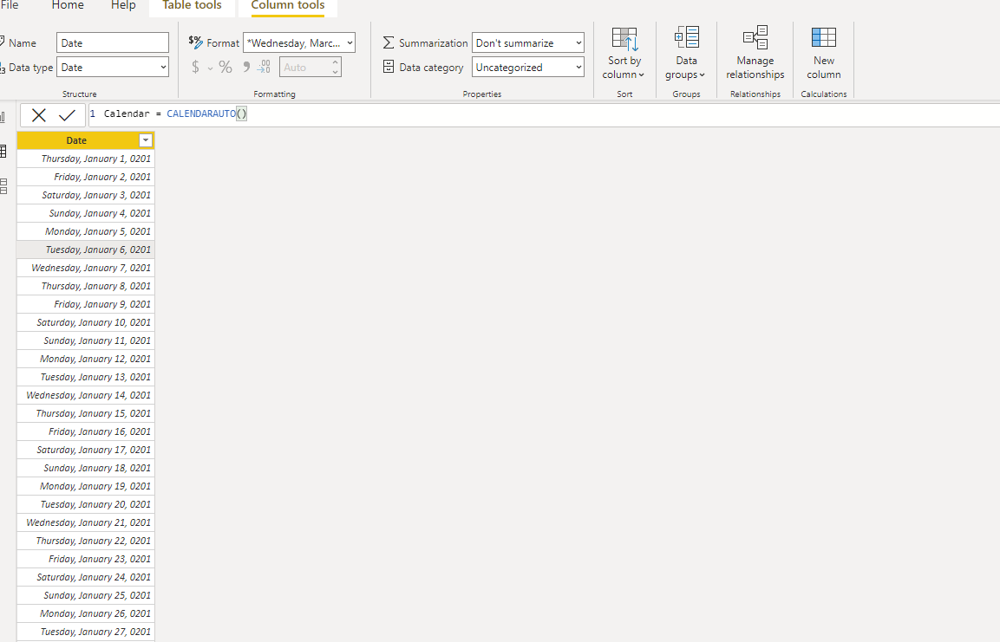 File Home Help Table tools Column tools
Name Date
Data type Date
Structure
$% Format *Wednesday, Marc...
$ % 9 .00 Auto
Formatting
Summarization Don't summarize
Data category Uncategorized
Properties
Sort by
column
Sort
Data
groups
Groups
Manage
relationships
Relationships
New
column
Calculations
1 Calendar = CALENDARAUTO()
Date
Thursday, January 1, 0201
Friday, January 2, 0201
Saturday, January 3, 0201
Sunday, January 4, 0201
Monday, January 5, 0201
Tuesday, January 6, 0201
Wednesday, January 7, 0201
Thursday, January 8, 0201
Friday, January 9, 0201
Saturday, January 10, 0201
Sunday, January 11, 0201
Monday, January 12, 0201
Tuesday, January 13, 0201
Wednesday, January 14, 0201
Thursday, January 15, 0201
Friday, January 16, 0201
Saturday, January 17, 0201
Sunday, January 18, 0201
Monday, January 19, 0201
Tuesday, January 20, 0201
Wednesday, January 21, 0201
Thursday, January 22, 0201
Friday, January 23, 0201
Saturday, January 24, 0201
Sunday, January 25, 0201
Monday, January 26, 0201
Tuesday, January 27, 0201